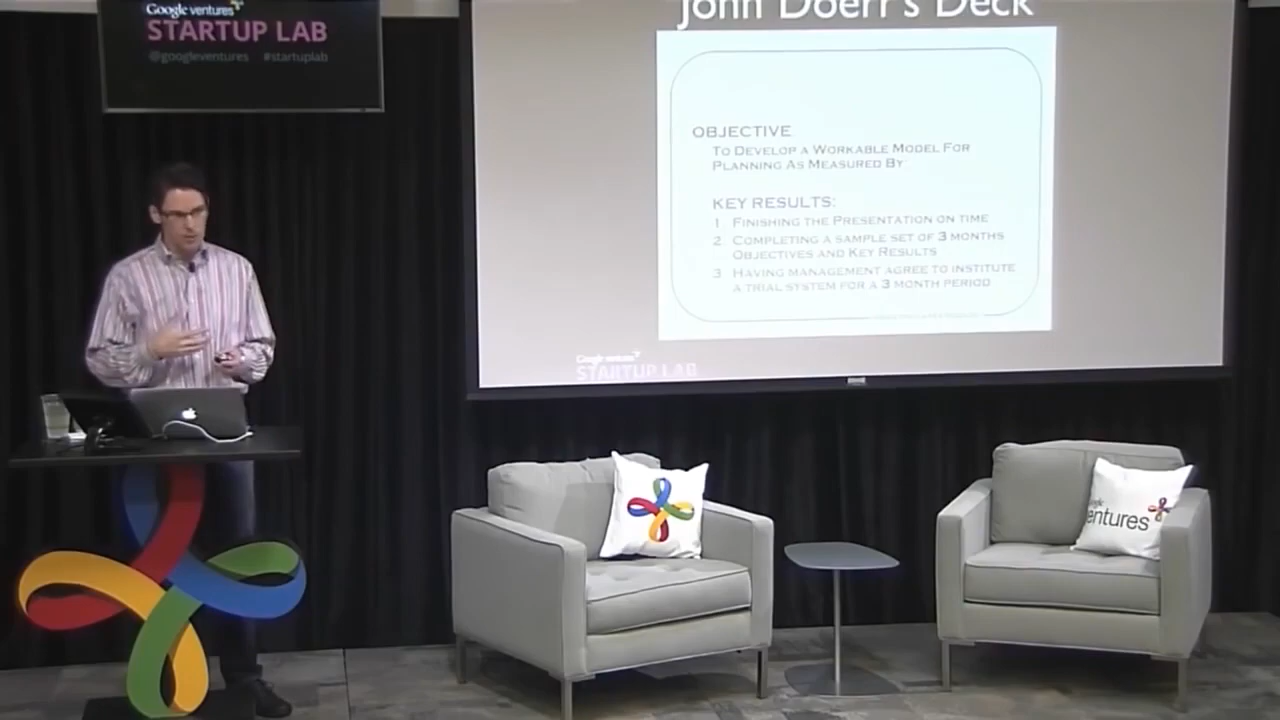 Google ventures
STARTUP LAB
@googleventures #startuplab
John Doerr's Deck
OBJECTIVE
TO DEVELOP A WORKABLE MODEL FOR
PLANNING AS MEASURED BY:
KEY RESULTS:
1 FINISHING THE PRESENTATION ON TIME
2 COMPLETING A SAMPLE SET OF 3 MONTHS
OBJECTIVES AND KEY RESULTS
3 HAVING MANAGEMENT AGREE TO INSTITUTE
A TRIAL SYSTEM FOR A 3 MONTH PERIOD
Google ventures
STARTUP LAB
entures